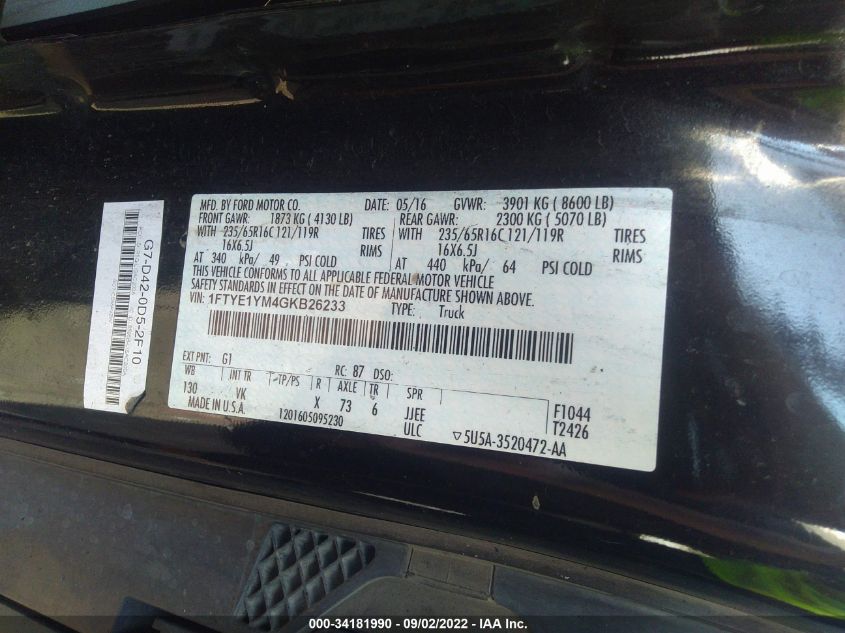 MFD. BY FORD MOTOR CO. DATE: 05/16 GVWR: 3901 KG ( 8600 LB)
FRONT GAWR: 1873 KG ( 4130 LB) REAR GAWR: 2300 KG ( 5070 LB)
WITH 235/65R16C 121/119R TIRES WITH 235/65R16C 121/119R TIRES
16X6.5J RIMS 16X6.5J RIMS
AT 340 kPa/ 49 PSI COLD AT 440 kPa/ 64 PSI COLD
THIS VEHICLE CONFORMS TO ALL APPLICABLE FEDERAL MOTOR VEHICLE
SAFETY STANDARDS IN EFFECT ON THE DATE OF MANUFACTURE SHOWN ABOVE.
VIN: 1FTYE1YM4GKB26233 TYPE: Truck
EXT PNT: G1 RC: 87 DSO:
WB INT TR TP/PS R AXLE TR SPR
130 VK X 73 6 JJEE F1044
MADE IN U.S.A. 1201605095230 ULC T2426
▽5U5A-3520472-AA
G7-D42-0D5-2F10
000-34181990 - 09/02/2022 - IAA Inc.